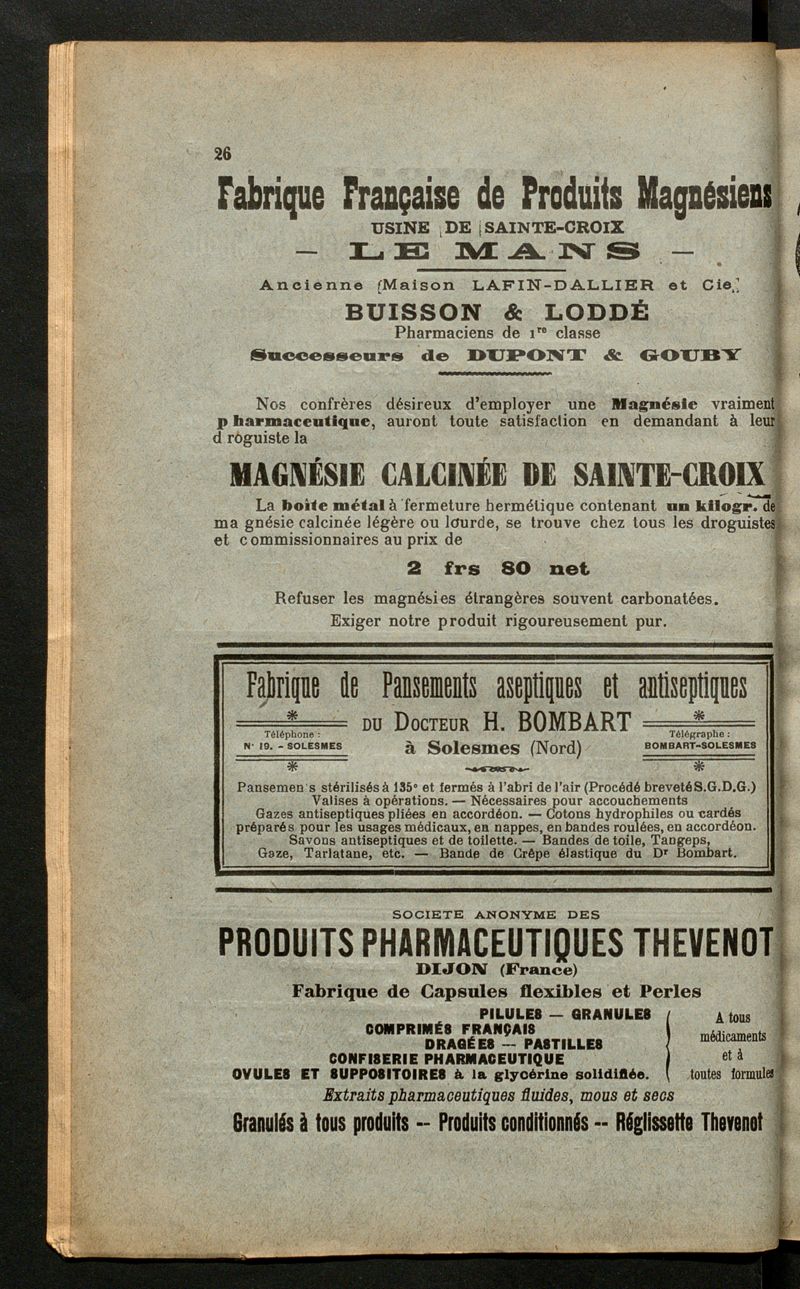 26
Fabrique Française de Produits Magnésiens
USINE DE SAINTE-CROIX
— LE MANS —
Ancienne (Maison LAFIN-DALLIER et Cie)
BUISSON & LODDÉ
Pharmaciens de 1re classe
Successeurs de DUPONT & GOUBY
Nos confrères désireux d'employer une Magnésie vraiment
p harmaceutique, auront toute satisfaction en demandant à leur
d roguiste la
MAGNÉSIE CALCINÉE DE SAINTE-CROIX
La boite métal à fermeture hermétique contenant un kilogr. de
ma gnésie calcinée légère ou lourde, se trouve chez tous les droguistes
et c ommissionnaires au prix de
2 frs 80 net
Refuser les magnésies étrangères souvent carbonatées.
Exiger notre produit rigoureusement pur.
Fabrique de Pansements aseptiques et antiseptiques
DU DOCTEUR H. BOMBART
à Solesmes (Nord)
Téléphone :
N° 19. - SOLESMES
Télégraphe :
BOMBART-SOLESMES
Pansemen s stérilisés à 135° et fermés à l'abri de l'air (Procédé breveté S.G.D.G.)
Valises à opérations. — Nécessaires pour accouchements
Gazes antiseptiques pliées en accordéon. — Cotons hydrophiles ou cardés
préparés pour les usages médicaux, en nappes, en bandes roulées, en accordéon.
Savons antiseptiques et de toilette. — Bandes de toile, Tangeps,
Gaze, Tarlatane, etc. — Bande de Crêpe élastique du Dr Bombart.
SOCIETE ANONYME DES
PRODUITS PHARMACEUTIQUES THEVENOT
DIJON (France)
Fabrique de Capsules flexibles et Perles
PILULES — GRANULES
COMPRIMÉS FRANÇAIS
DRAGÉES — PASTILLES
CONFISERIE PHARMACEUTIQUE
OVULES ET SUPPOSITOIRES à la glycérine solidifiée.
A tous
médicaments
et à
toutes formules
Extraits pharmaceutiques fluides, mous et secs
Granulés à tous produits -- Produits conditionnés -- Réglissette Thevenot